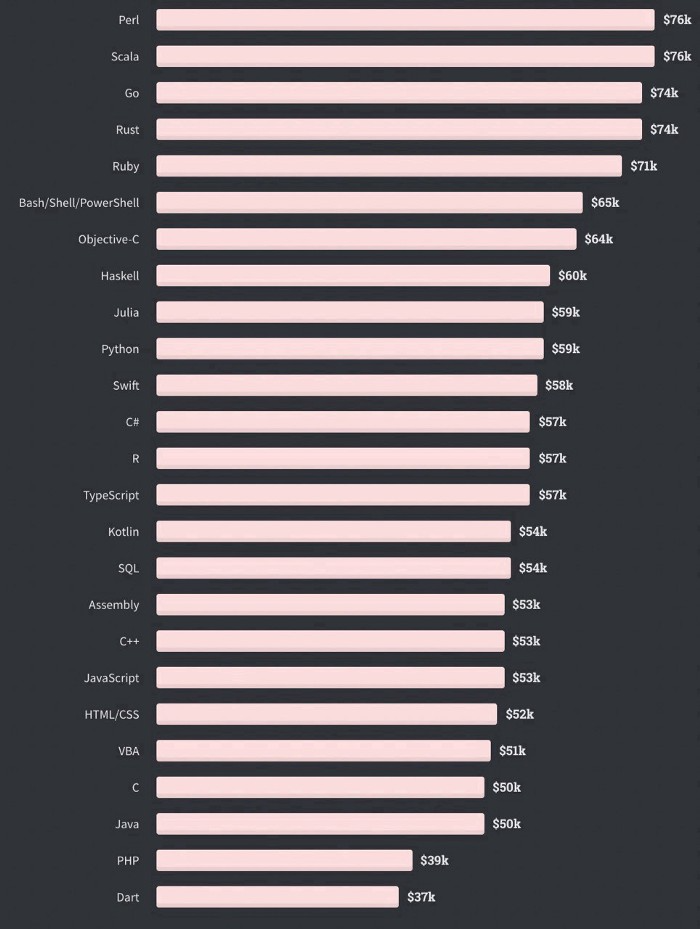 Perl $76k
Scala $76k
Go $74k
Rust $74k
Ruby $71k
Bash/Shell/PowerShell $65k
Objective-C $64k
Haskell $60k
Julia $59k
Python $59k
Swift $58k
C# $57k
R $57k
TypeScript $57k
Kotlin $54k
SQL $54k
Assembly $53k
C++ $53k
JavaScript $53k
HTML/CSS $52k
VBA $51k
C $50k
Java $50k
PHP $39k
Dart $37k